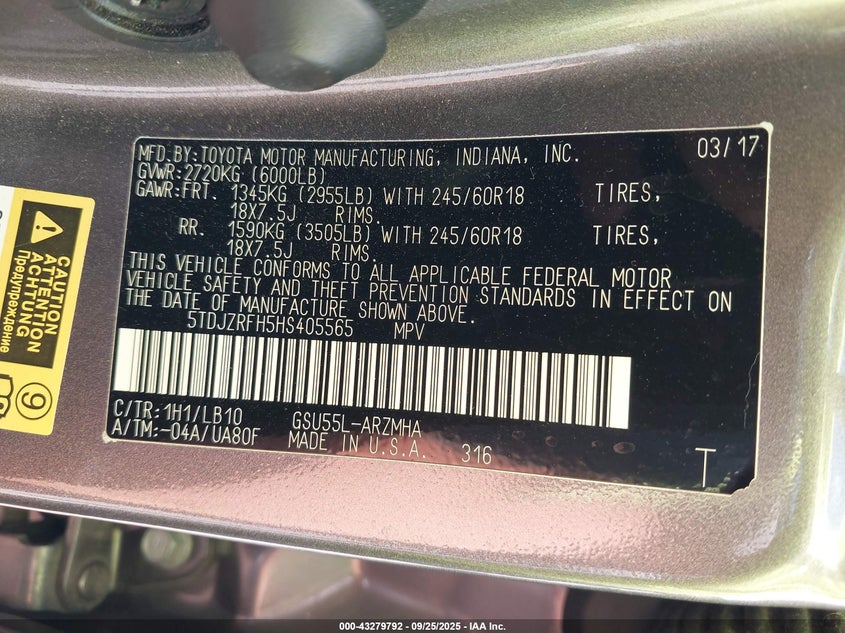 MFD.BY:TOYOTA MOTOR MANUFACTURING, INDIANA, INC. 03/17
GVWR:2720KG (6000LB)
GAWR:FRT. 1345KG (2955LB) WITH 245/60R18 TIRES,
18X7.5J RIMS.
RR. 1590KG (3505LB) WITH 245/60R18 TIRES,
18X7.5J RIMS.
THIS VEHICLE CONFORMS TO ALL APPLICABLE FEDERAL MOTOR
VEHICLE SAFETY AND THEFT PREVENTION STANDARDS IN EFFECT ON
THE DATE OF MANUFACTURE SHOWN ABOVE.
5TDJZRFH5HS405565 MPV
C/TR:1H1/LB10 GSU55L-ARZMHA
A/TM:-04A/UA80F MADE IN U.S.A. 316
T
CAUTION
ATTENTION
ACHTUNG
Предупреждение
9
000-43279792 - 09/25/2025 - IAA Inc.